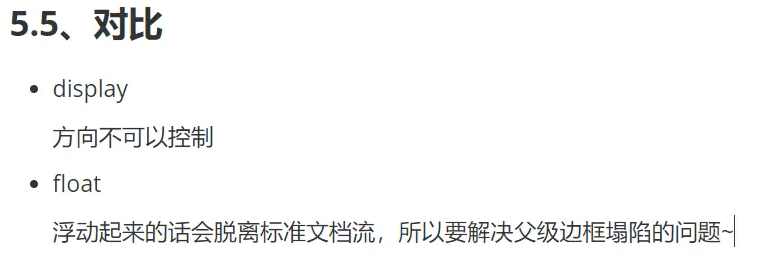 5.5、对比
display
方向不可以控制
float
浮动起来的话会脱离标准文档流，所以要解决父级边框塌陷的问题~